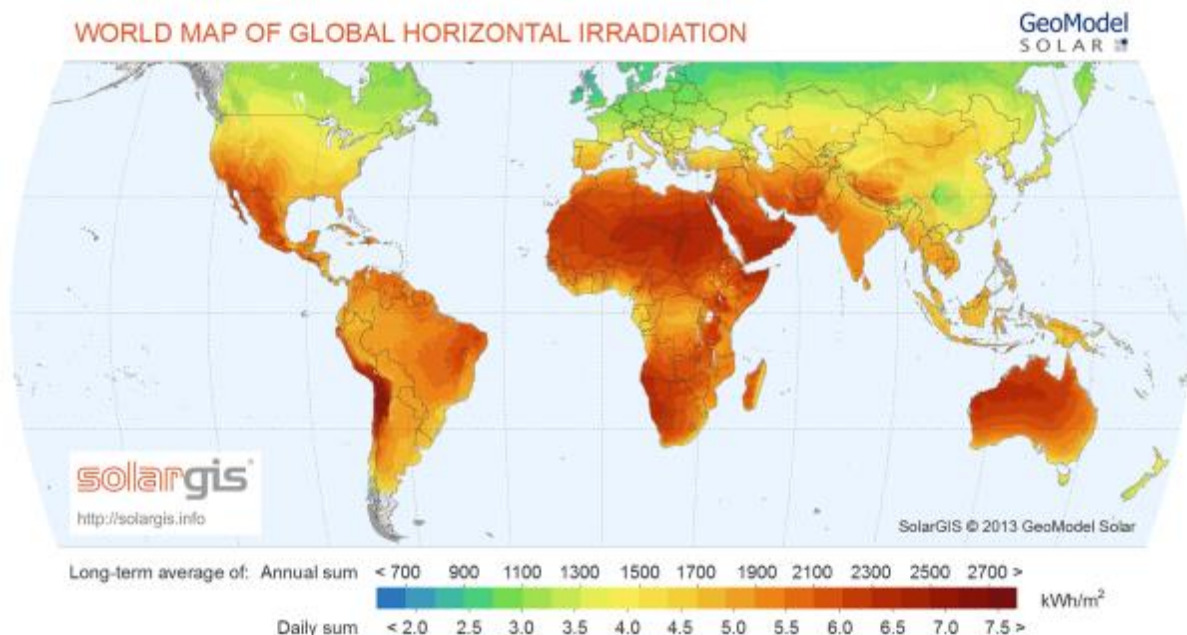 WORLD MAP OF GLOBAL HORIZONTAL IRRADIATION
GeoModel
SOLAR
solargis
http://solargis.info
SolarGIS © 2013 GeoModel Solar
Long-term average of: Annual sum < 700 900 1100 1300 1500 1700 1900 2100 2300 2500 2700 >
kWh/m²
Daily sum < 2.0 2.5 3.0 3.5 4.0 4.5 5.0 5.5 6.0 6.5 7.0 7.5 >